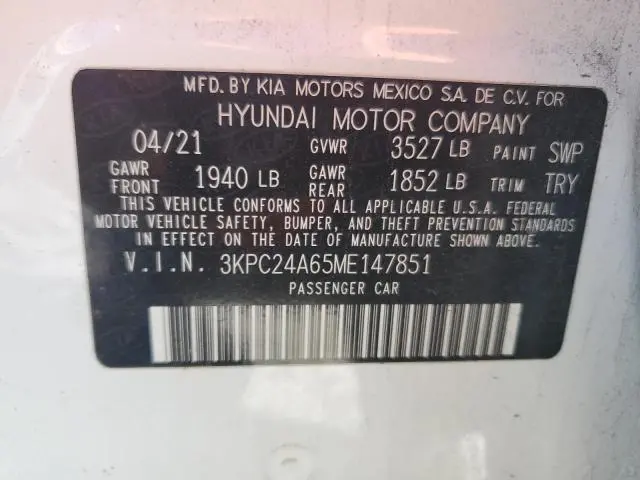 MFD. BY KIA MOTORS MEXICO S.A. DE C.V. FOR
HYUNDAI MOTOR COMPANY
04/21 GVWR 3527 LB PAINT SWP
GAWR FRONT 1940 LB GAWR REAR 1852 LB TRIM TRY
THIS VEHICLE CONFORMS TO ALL APPLICABLE U.S.A. FEDERAL
MOTOR VEHICLE SAFETY, BUMPER, AND THEFT PREVENTION STANDARDS
IN EFFECT ON THE DATE OF MANUFACTURE SHOWN ABOVE.
V.I.N. 3KPC24A65ME147851
PASSENGER CAR